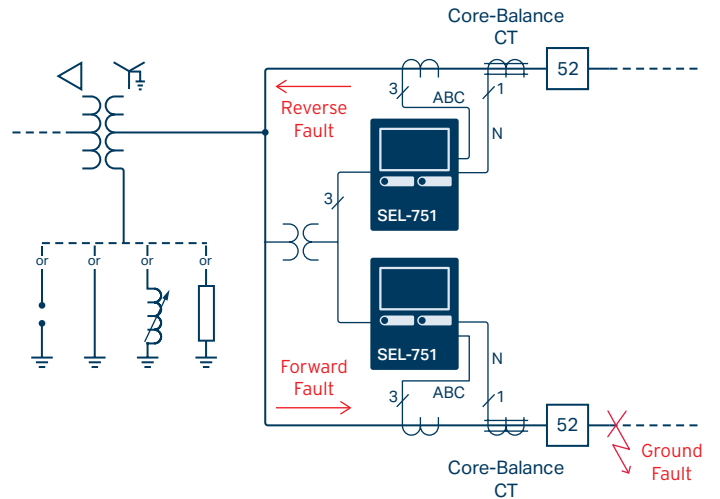 Core-Balance
CT
52
3
ABC
1
Reverse
Fault
N
3
SEL-751
or
or
or
or
SEL-751
Forward
Fault
N
3
ABC
1
52
Ground
Fault
Core-Balance
CT